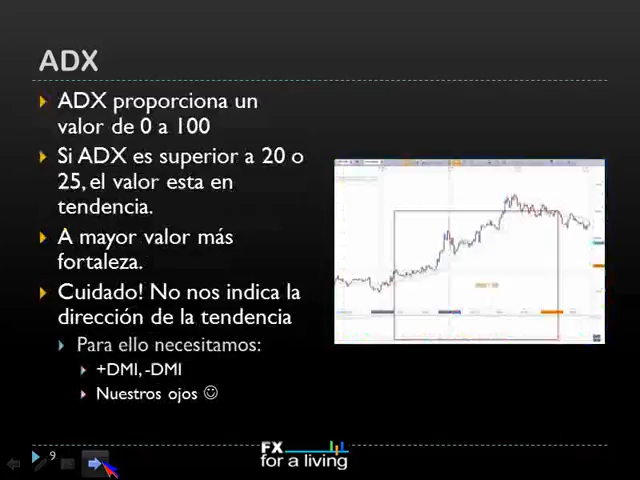 ADX
ADX proporciona un
valor de 0 a 100
Si ADX es superior a 20 o
25, el valor esta en
tendencia.
A mayor valor más
fortaleza.
Cuidado! No nos indica la
dirección de la tendencia
Para ello necesitamos:
+DMI, -DMI
Nuestros ojos ☺
9
FX
for a living